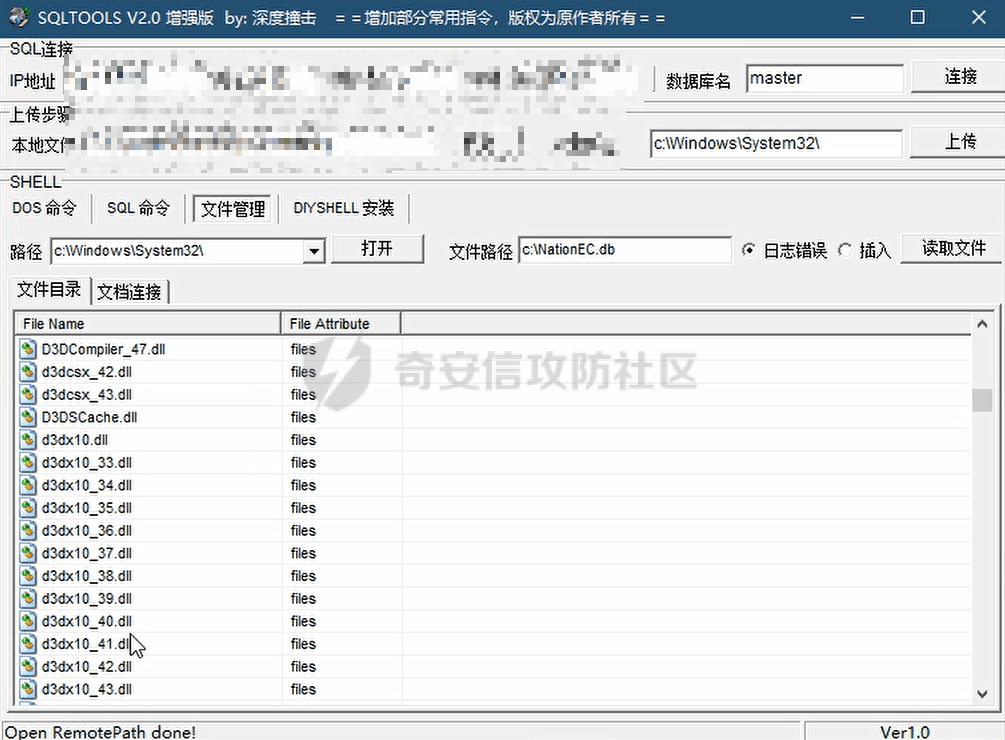 SQLTOOLS V2.0 增强版 by: 深度撞击 ==增加部分常用指令，版权为原作者所有==
SQL连接
IP地址 数据库名 master 连接
上传步骤
本地文件 c:\Windows\System32\ 上传
SHELL
DOS 命令 SQL 命令 文件管理 DIYSHELL 安装
路径 c:\Windows\System32\ 打开 文件路径 c:\NationEC.db 日志错误 插入 读取文件
文件目录 文档连接
File Name File Attribute
D3DCompiler_47.dll files
d3dcsx_42.dll files
d3dcsx_43.dll files
D3DSCache.dll files
d3dx10.dll files
d3dx10_33.dll files
d3dx10_34.dll files
d3dx10_35.dll files
d3dx10_36.dll files
d3dx10_37.dll files
d3dx10_38.dll files
d3dx10_39.dll files
d3dx10_40.dll files
d3dx10_41.dll files
d3dx10_42.dll files
d3dx10_43.dll files
奇安信攻防社区
Open RemotePath done! Ver1.0